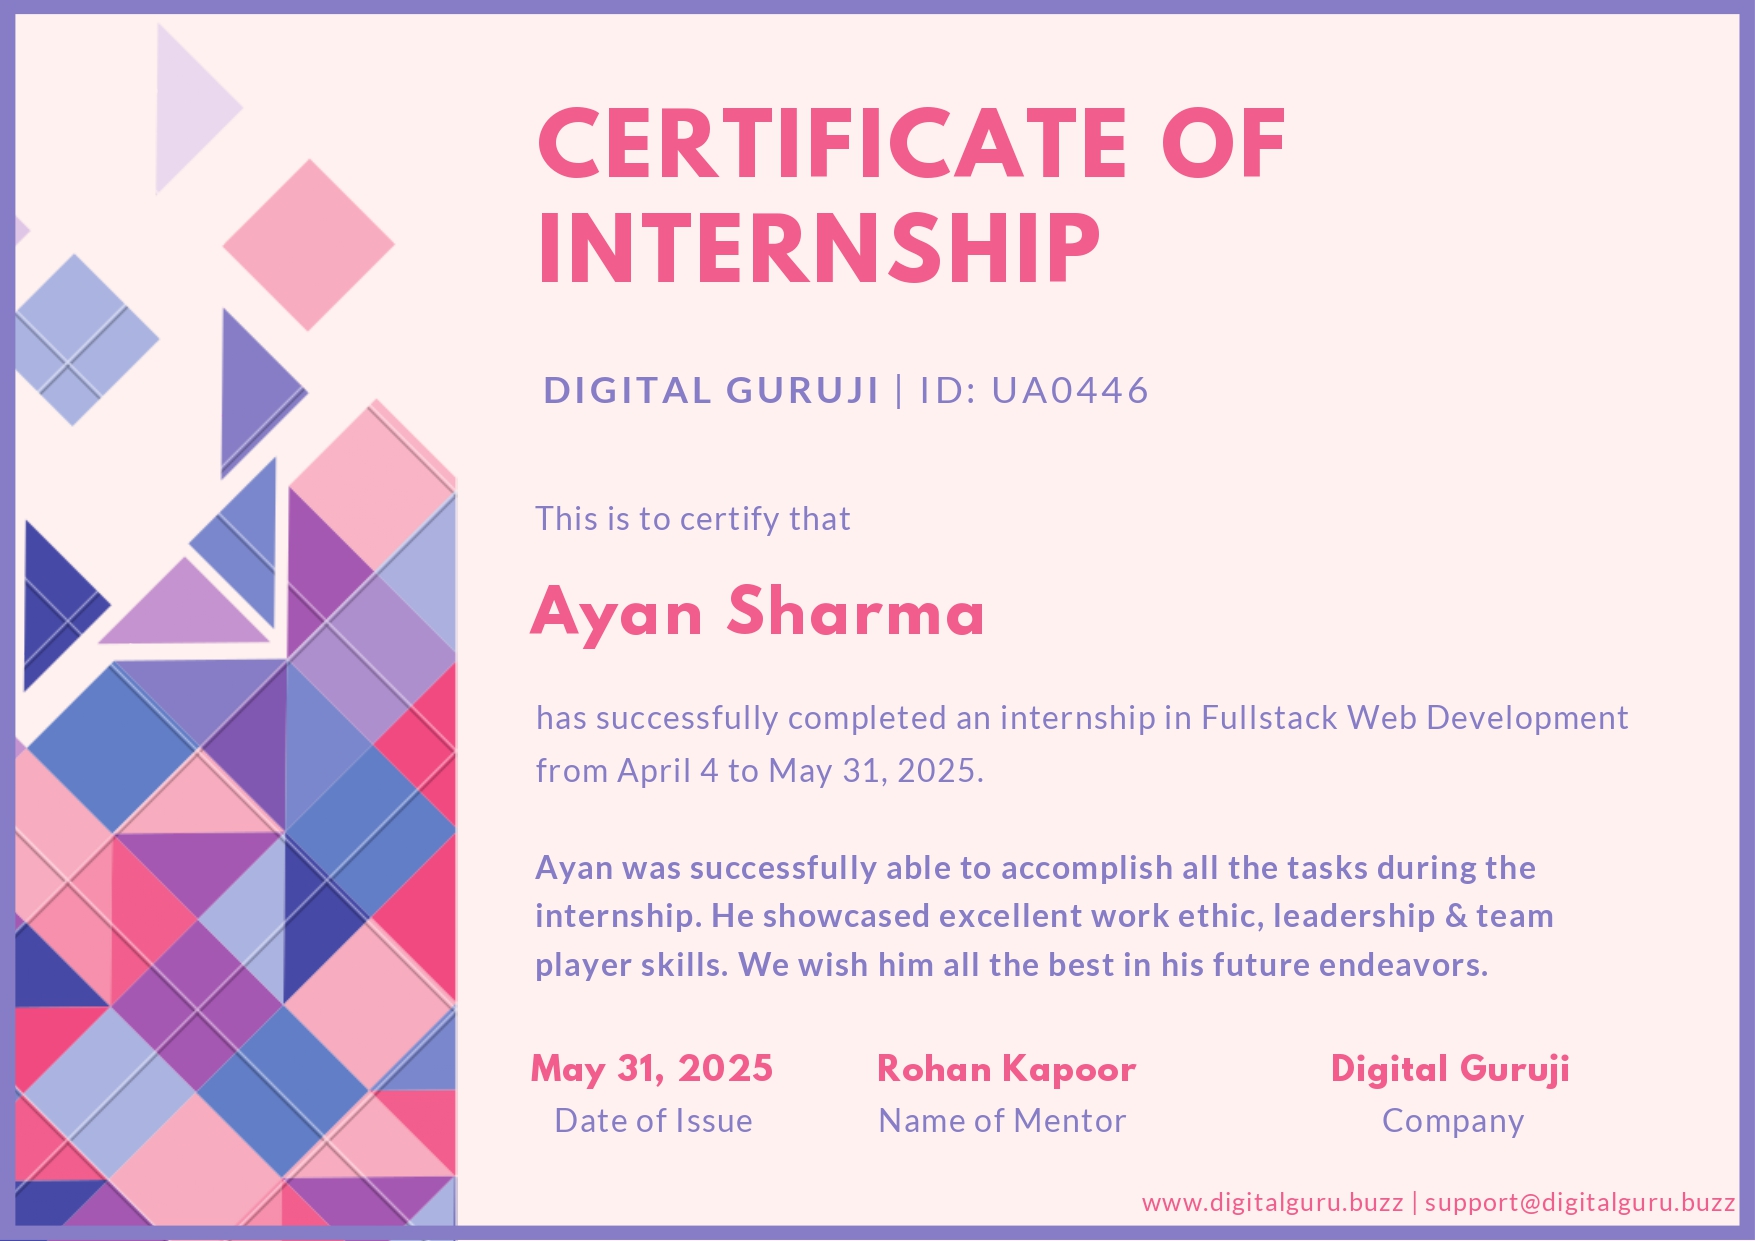 CERTIFICATE OF
INTERNSHIP
DIGITAL GURUJI | ID: UA0446
This is to certify that
Ayan Sharma
has successfully completed an internship in Fullstack Web Development
from April 4 to May 31, 2025.
Ayan was successfully able to accomplish all the tasks during the
internship. He showcased excellent work ethic, leadership & team
player skills. We wish him all the best in his future endeavors.
May 31, 2025 Rohan Kapoor Digital Guruji
Date of Issue Name of Mentor Company
www.digitalguru.buzz | support@digitalguru.buzz